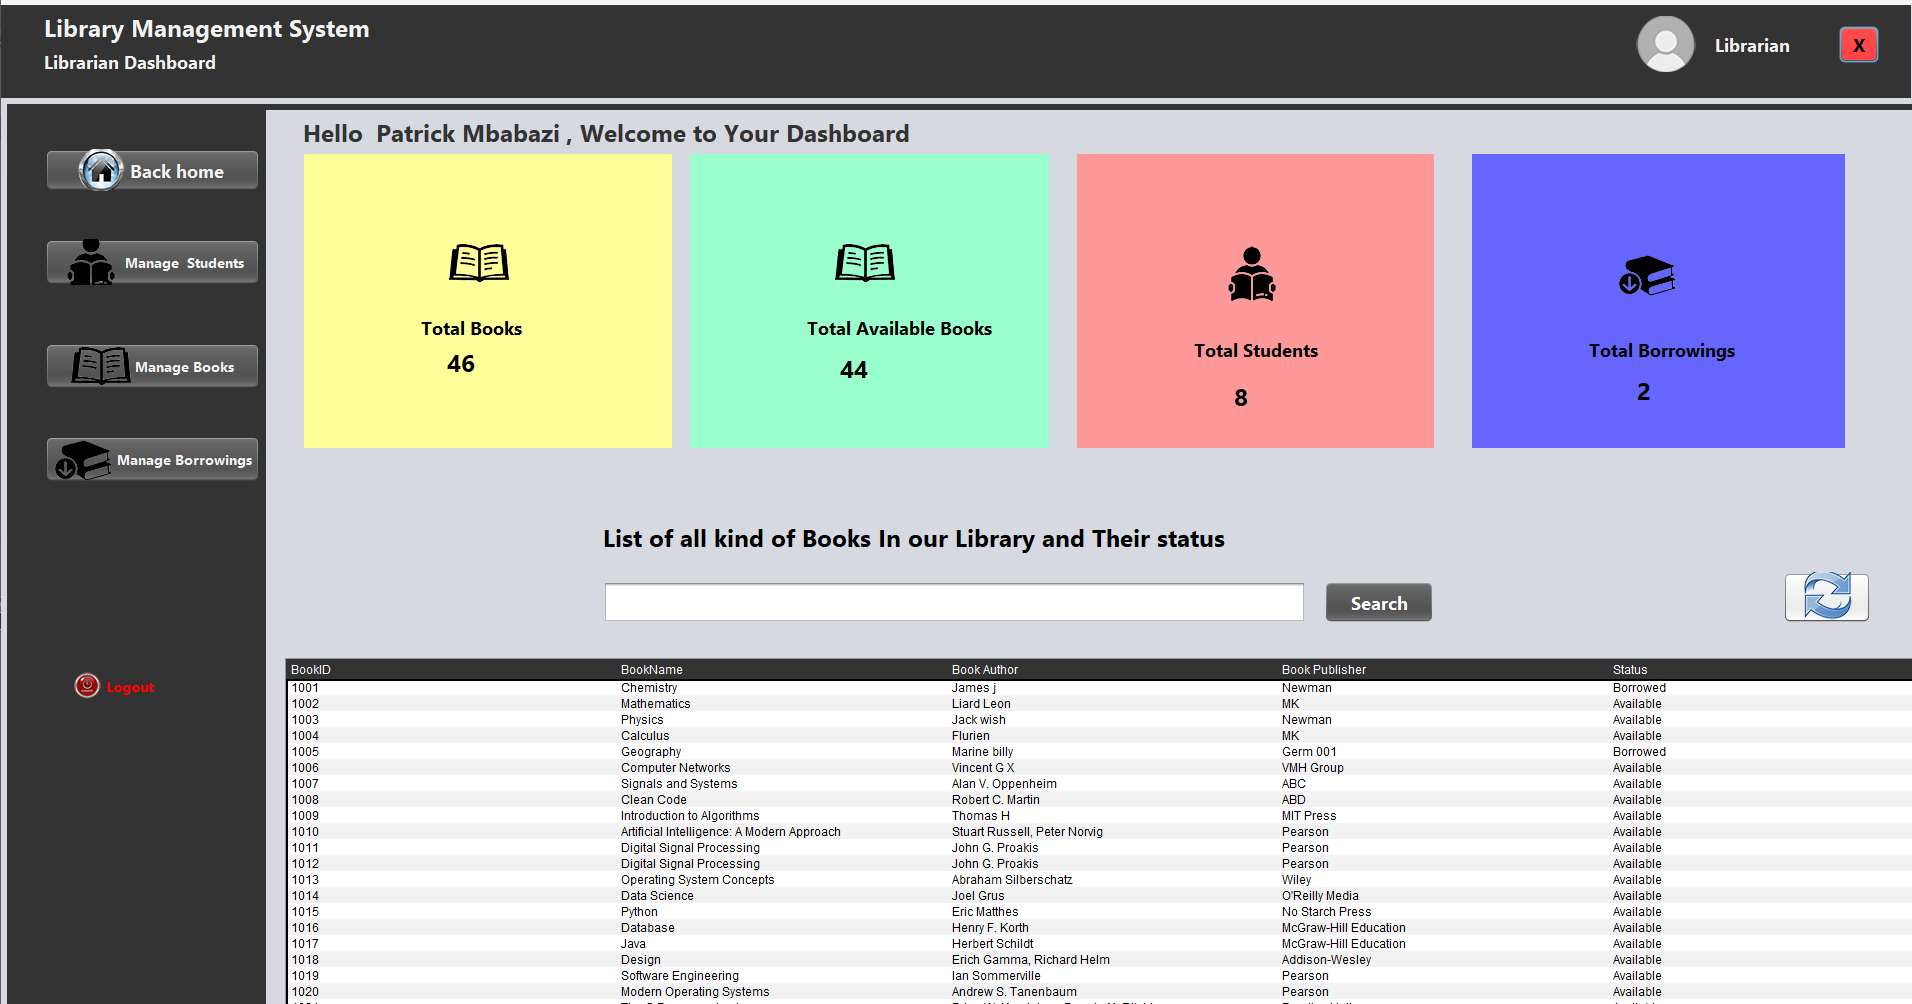 Library Management System
Librarian Dashboard
Librarian
X
Back home
Manage  Students
Manage Books
Manage Borrowings
Logout
Hello  Patrick Mbabazi , Welcome to Your Dashboard
Total Books
46
Total Available Books
44
Total Students
8
Total Borrowings
2
List of all kind of Books In our Library and Their status
Search
BookID BookName Book Author Book Publisher Status
1001 Chemistry James j Newman Borrowed
1002 Mathematics Liard Leon MK Available
1003 Physics Jack wish Newman Available
1004 Calculus Flurien MK Available
1005 Geography Marine billy Germ 001 Borrowed
1006 Computer Networks Vincent G X VMH Group Available
1007 Signals and Systems Alan V. Oppenheim ABC Available
1008 Clean Code Robert C. Martin ABD Available
1009 Introduction to Algorithms Thomas H MIT Press Available
1010 Artificial Intelligence: A Modern Approach Stuart Russell, Peter Norvig Pearson Available
1011 Digital Signal Processing John G. Proakis Pearson Available
1012 Digital Signal Processing John G. Proakis Pearson Available
1013 Operating System Concepts Abraham Silberschatz Wiley Available
1014 Data Science Joel Grus O'Reilly Media Available
1015 Python Eric Matthes No Starch Press Available
1016 Database Henry F. Korth McGraw-Hill Education Available
1017 Java Herbert Schildt McGraw-Hill Education Available
1018 Design Erich Gamma, Richard Helm Addison-Wesley Available
1019 Software Engineering Ian Sommerville Pearson Available
1020 Modern Operating Systems Andrew S. Tanenbaum Pearson Available